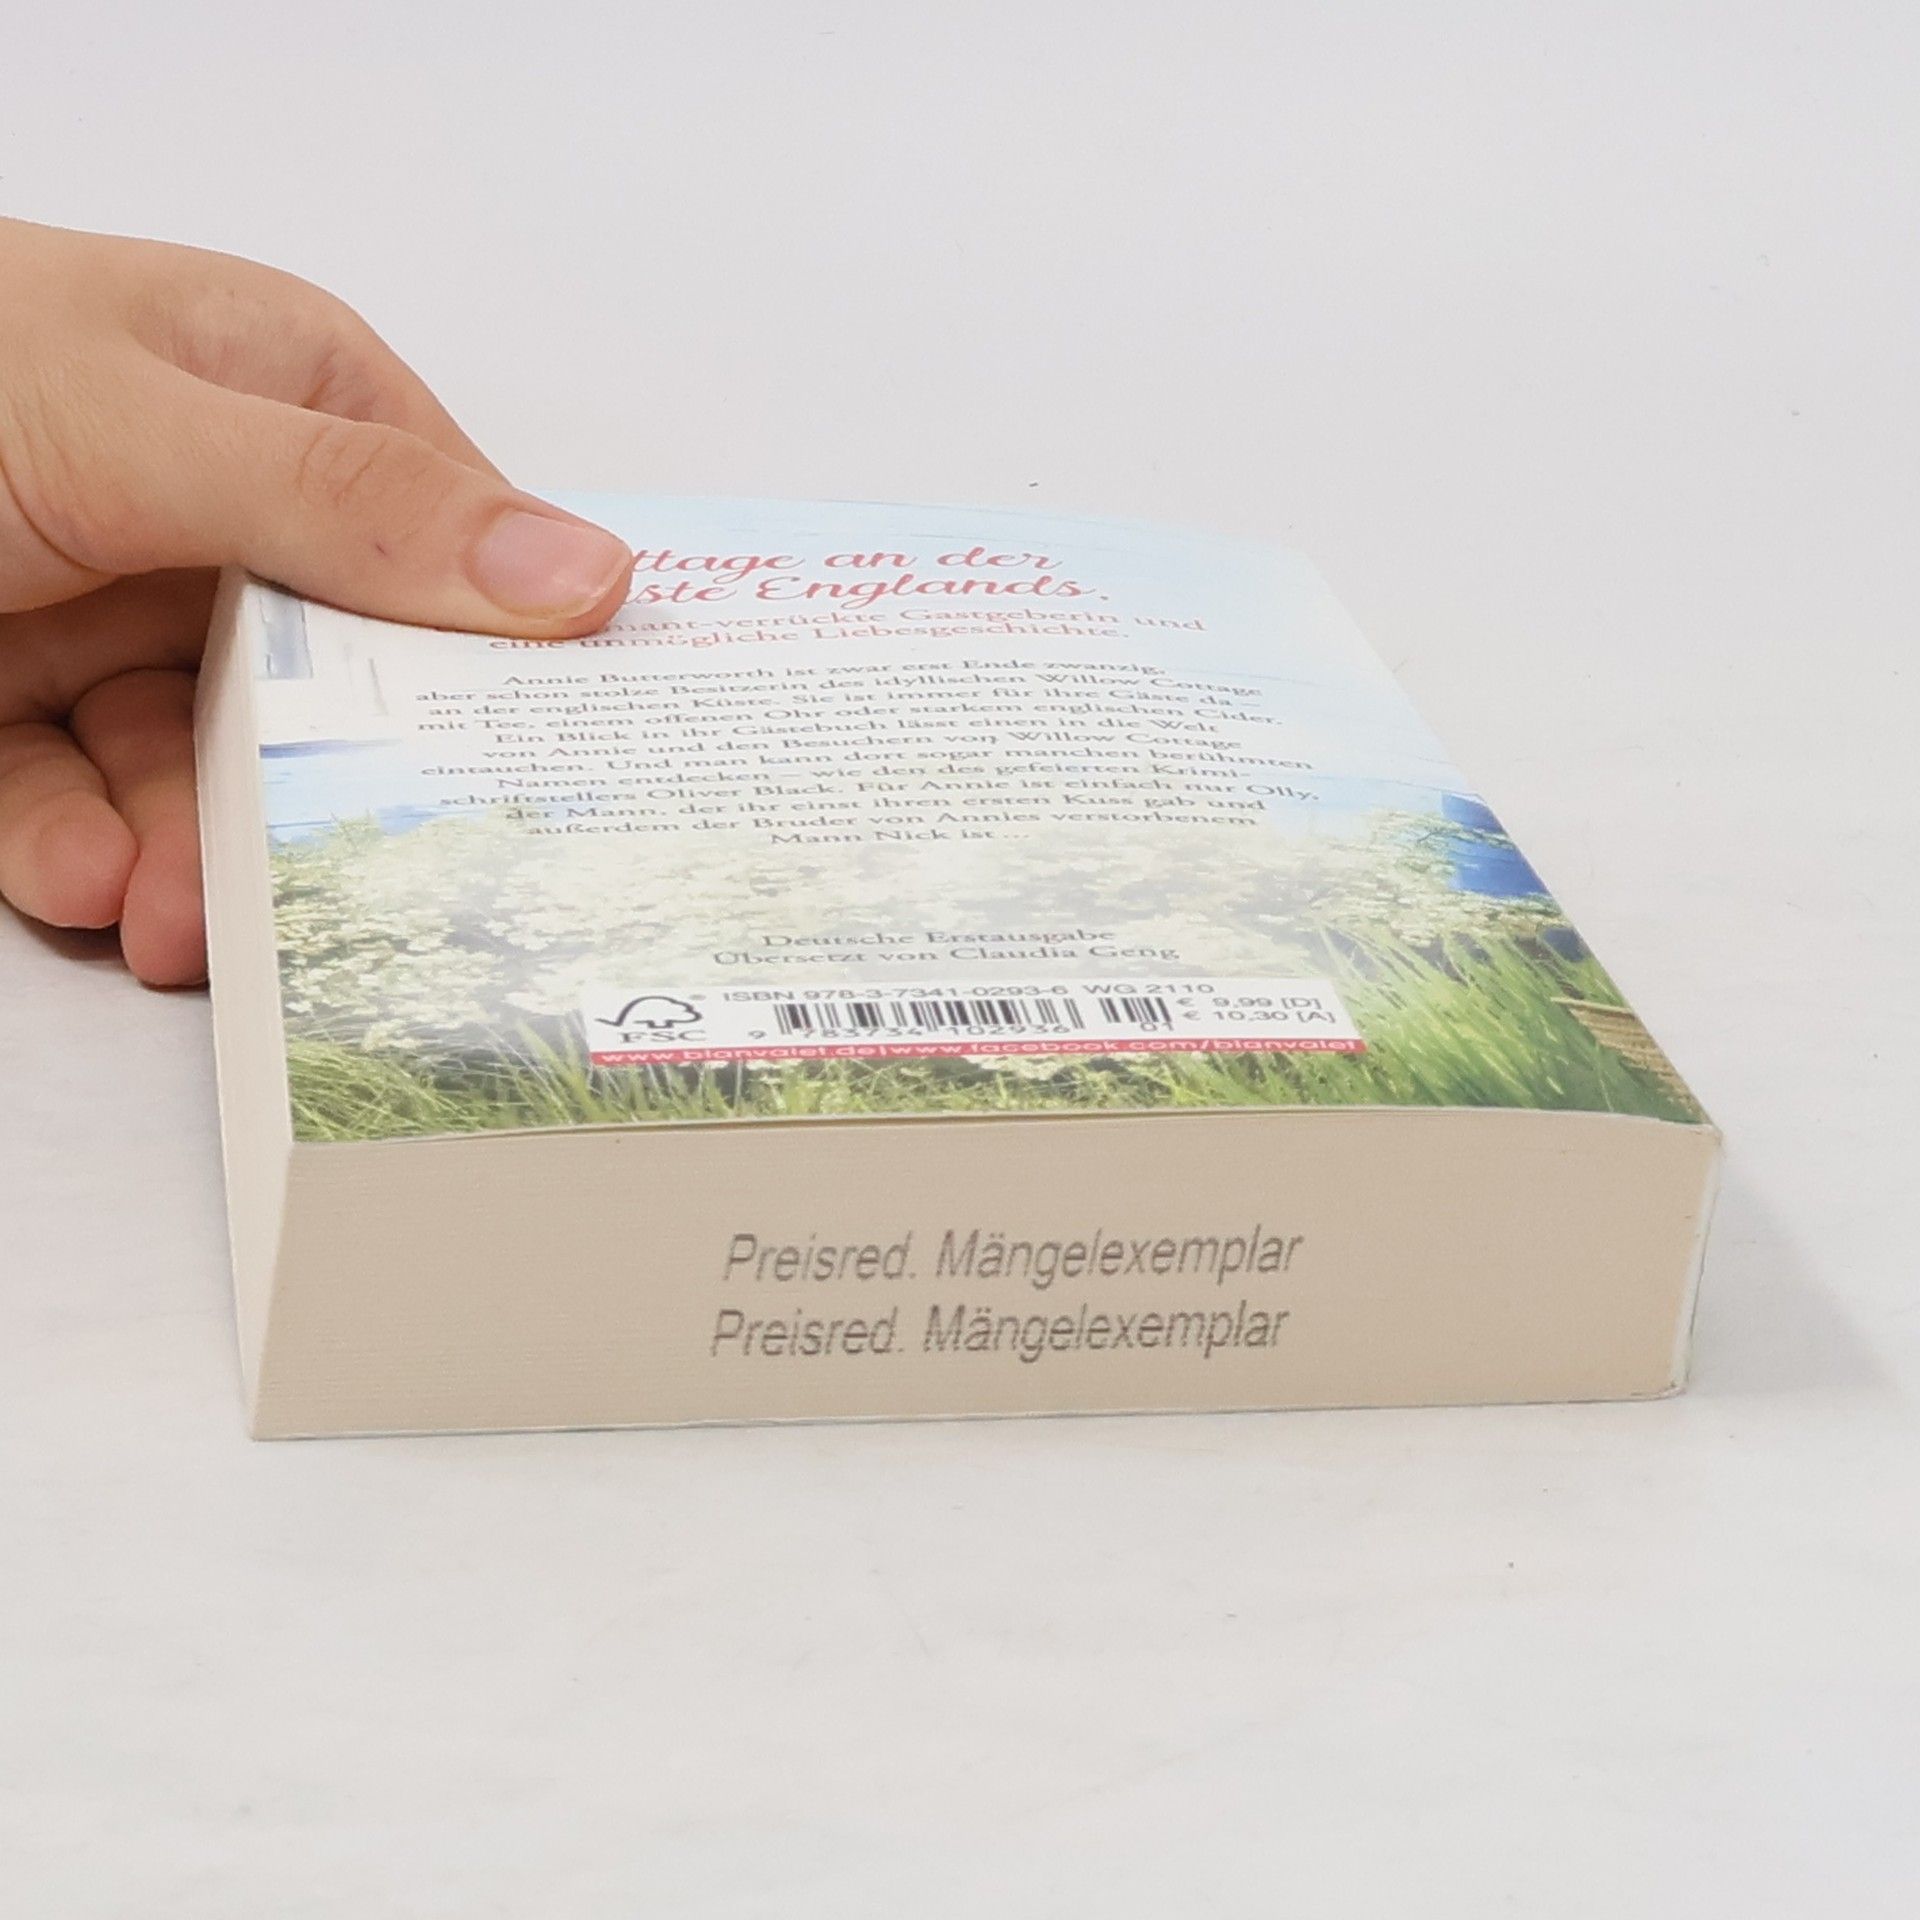 ttage an der
ste Englands.
mant-verrückte Gastgeberin und
eine unmögliche Liebesgeschichte.
Annie Butterworth ist zwar erst Ende zwanzig,
aber schon stolze Besitzerin des idyllischen Willow Cottage
an der englischen Küste. Sie ist immer für ihre Gäste da –
mit Tee, einem offenen Ohr oder starkem englischen Cider.
Ein Blick in ihr Gästebuch lässt einen in die Welt
von Annie und den Besuchern von Willow Cottage
eintauchen. Und man kann dort sogar manchen berühmten
Namen entdecken – wie den des gefeierten Krimi-
schriftstellers Oliver Black. Für Annie ist einfach nur Olly,
der Mann, der ihr einst ihren ersten Kuss gab und
außerdem der Bruder von Annies verstorbenem
Mann Nick ist ...
Deutsche Erstausgabe
Übersetzt von Claudia Geng
ISBN 978-3-7341-0293-6 WG 2110
€ 9,99 [D]
€ 10,30 [A]
FSC®
9 783734 102936 01
www.blanvalet.de|www.facebook.com/blanvalet
Preisred. Mängelexemplar
Preisred. Mängelexemplar